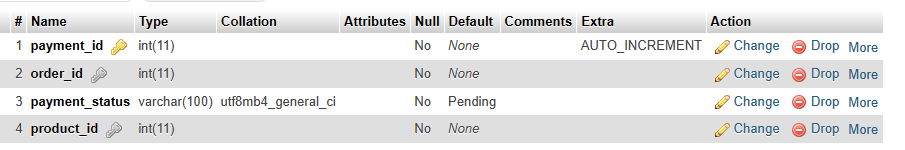 # Name Type Collation Attributes Null Default Comments Extra Action
1 payment_id int(11) No None AUTO_INCREMENT Change Drop More
2 order_id int(11) No None Change Drop More
3 payment_status varchar(100) utf8mb4_general_ci No Pending Change Drop More
4 product_id int(11) No None Change Drop More